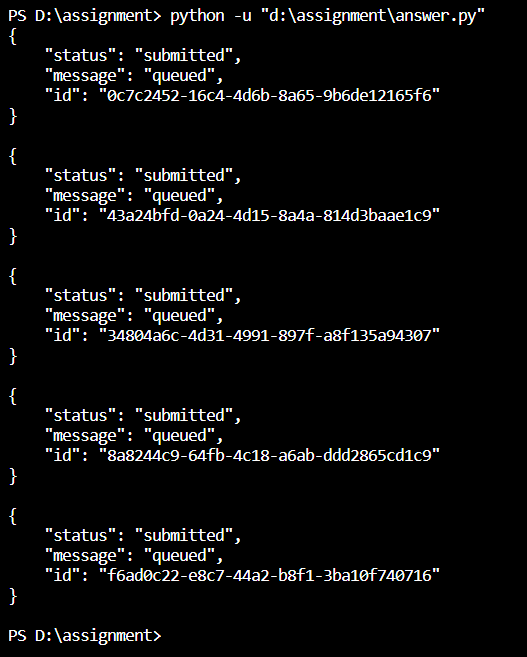 PS D:\assignment> python -u "d:\assignment\answer.py"
{
    "status": "submitted",
    "message": "queued",
    "id": "0c7c2452-16c4-4d6b-8a65-9b6de12165f6"
}
{
    "status": "submitted",
    "message": "queued",
    "id": "43a24bfd-0a24-4d15-8a4a-814d3baae1c9"
}
{
    "status": "submitted",
    "message": "queued",
    "id": "34804a6c-4d31-4991-897f-a8f135a94307"
}
{
    "status": "submitted",
    "message": "queued",
    "id": "8a8244c9-64fb-4c18-a6ab-ddd2865cd1c9"
}
{
    "status": "submitted",
    "message": "queued",
    "id": "f6ad0c22-e8c7-44a2-b8f1-3ba10f740716"
}
PS D:\assignment>